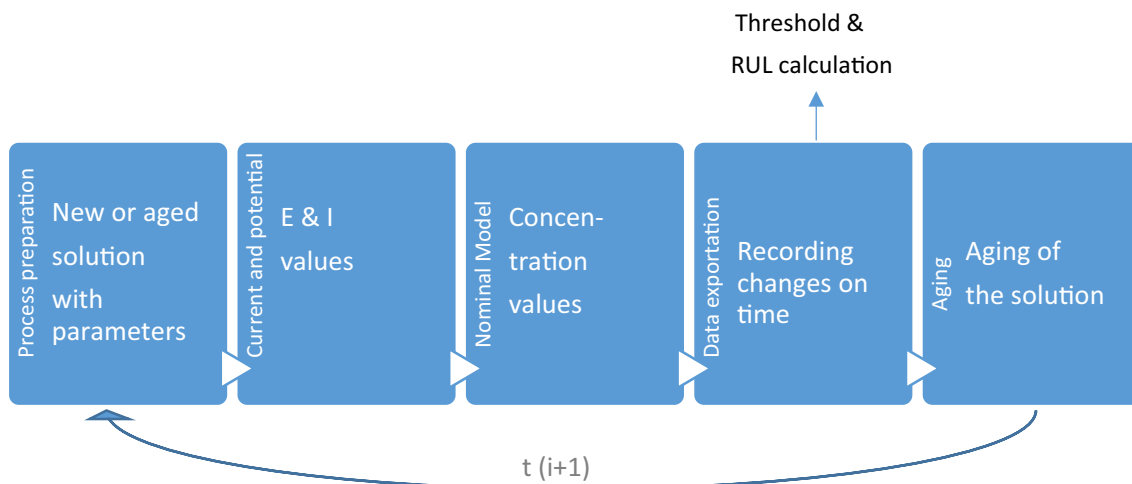 Threshold &
RUL calculation
Process preparation
New or aged
solution
with
parameters
Current and potential
E & I
values
Nominal Model
Concen-
tration
values
Data exportation
Recording
changes on
time
Aging
Aging of
the solution
t (i+1)